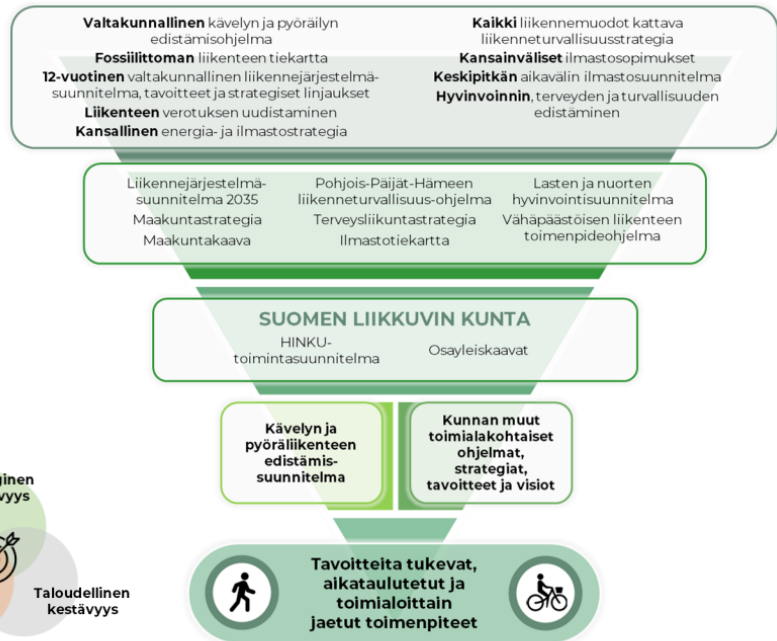 Valtakunnallinen kävelyn ja pyöräilyn
edistämisohjelma
Fossiilittoman liikenteen tiekartta
12-vuotinen valtakunnallinen liikennejärjestelmä-
suunnitelma, tavoitteet ja strategiset linjaukset
Liikenteen verotuksen uudistaminen
Kansallinen energia- ja ilmastostrategia
Kaikki liikennemuodot kattava
liikenneturvallisuusstrategia
Kansainväliset ilmastosopimukset
Keskipitkän aikavälin ilmastosuunnitelma
Hyvinvoinnin, terveyden ja turvallisuuden
edistäminen
Liikennejärjestelmä-
suunnitelma 2035
Maakuntastrategia
Maakuntakaava
Pohjois-Päijät-Hämeen
liikenneturvallisuus-ohjelma
Terveysliikuntastrategia
Ilmastotiekartta
Lasten ja nuorten
hyvinvointisuunnitelma
Vähäpäästöisen liikenteen
toimenpideohjelma
SUOMEN LIIKKUVIN KUNTA
HINKU-
toimintasuunnitelma
Osayleiskaavat
Kävelyn ja
pyöräliikenteen
edistämis-
suunnitelma
Kunnan muut
toimialakohtaiset
ohjelmat,
strategiat,
tavoitteet ja visiot
Taloudellinen
kestävyys
Tavoitteita tukevat,
aikataulutetut ja
toimialoittain
jaetut toimenpiteet